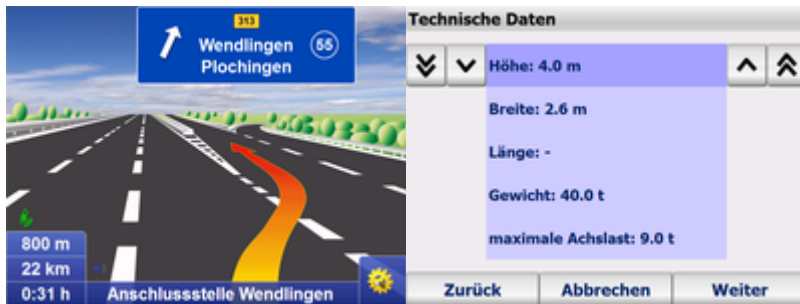 313
Wendlingen 55
Plochingen
800 m
22 km
0:31 h Anschlussstelle Wendlingen
Technische Daten
Höhe: 4.0 m
Breite: 2.6 m
Länge: -
Gewicht: 40.0 t
maximale Achslast: 9.0 t
Zurück Abbrechen Weiter